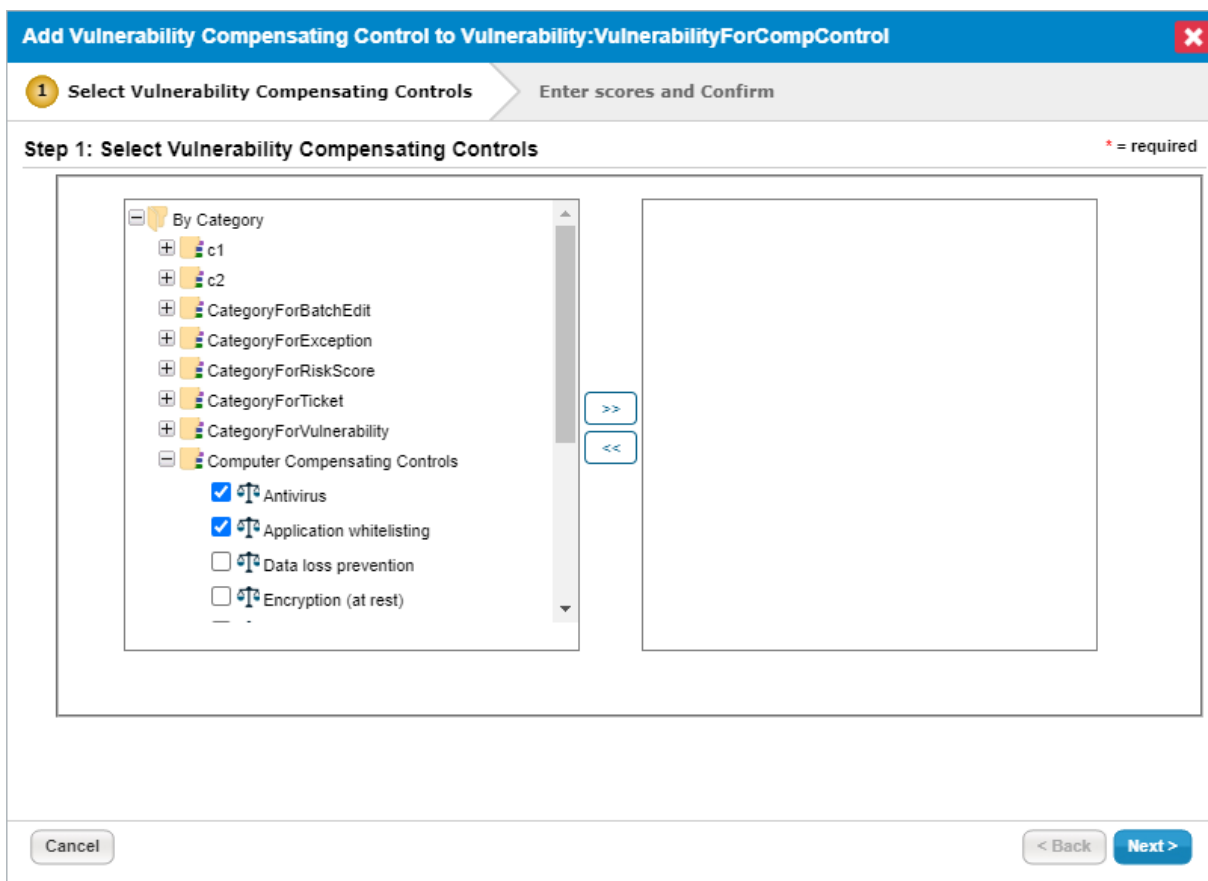 Add Vulnerability Compensating Control to Vulnerability:VulnerabilityForCompControl
1 Select Vulnerability Compensating Controls Enter scores and Confirm
Step 1: Select Vulnerability Compensating Controls * = required
By Category
c1
c2
CategoryForBatchEdit
CategoryForException
CategoryForRiskScore
CategoryForTicket
>>
CategoryForVulnerability
<<
Computer Compensating Controls
Antivirus
Application whitelisting
Data loss prevention
Encryption (at rest)
Cancel < Back Next >